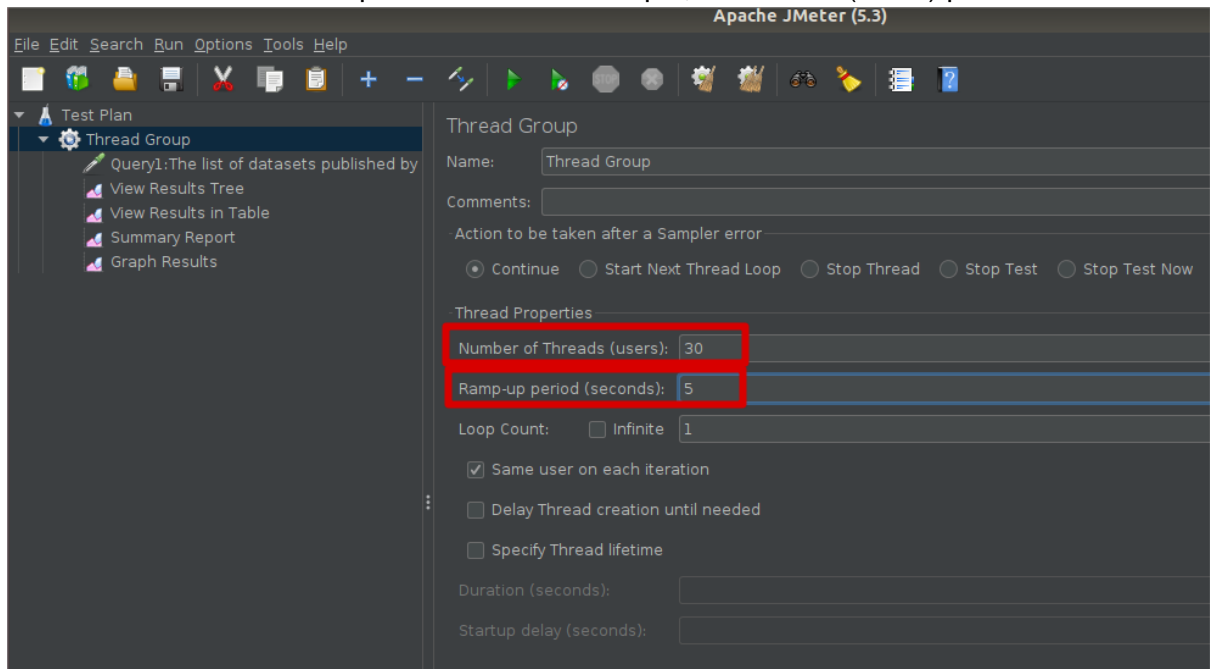 Apache JMeter (5.3)
File Edit Search Run Options Tools Help
STOP
Test Plan
Thread Group
Query1:The list of datasets published by
View Results Tree
View Results in Table
Summary Report
Graph Results
Thread Group
Name: Thread Group
Comments:
Action to be taken after a Sampler error
Continue Start Next Thread Loop Stop Thread Stop Test Stop Test Now
Thread Properties
Number of Threads (users): 30
Ramp-up period (seconds): 5
Loop Count: Infinite 1
Same user on each iteration
Delay Thread creation until needed
Specify Thread lifetime
Duration (seconds):
Startup delay (seconds):